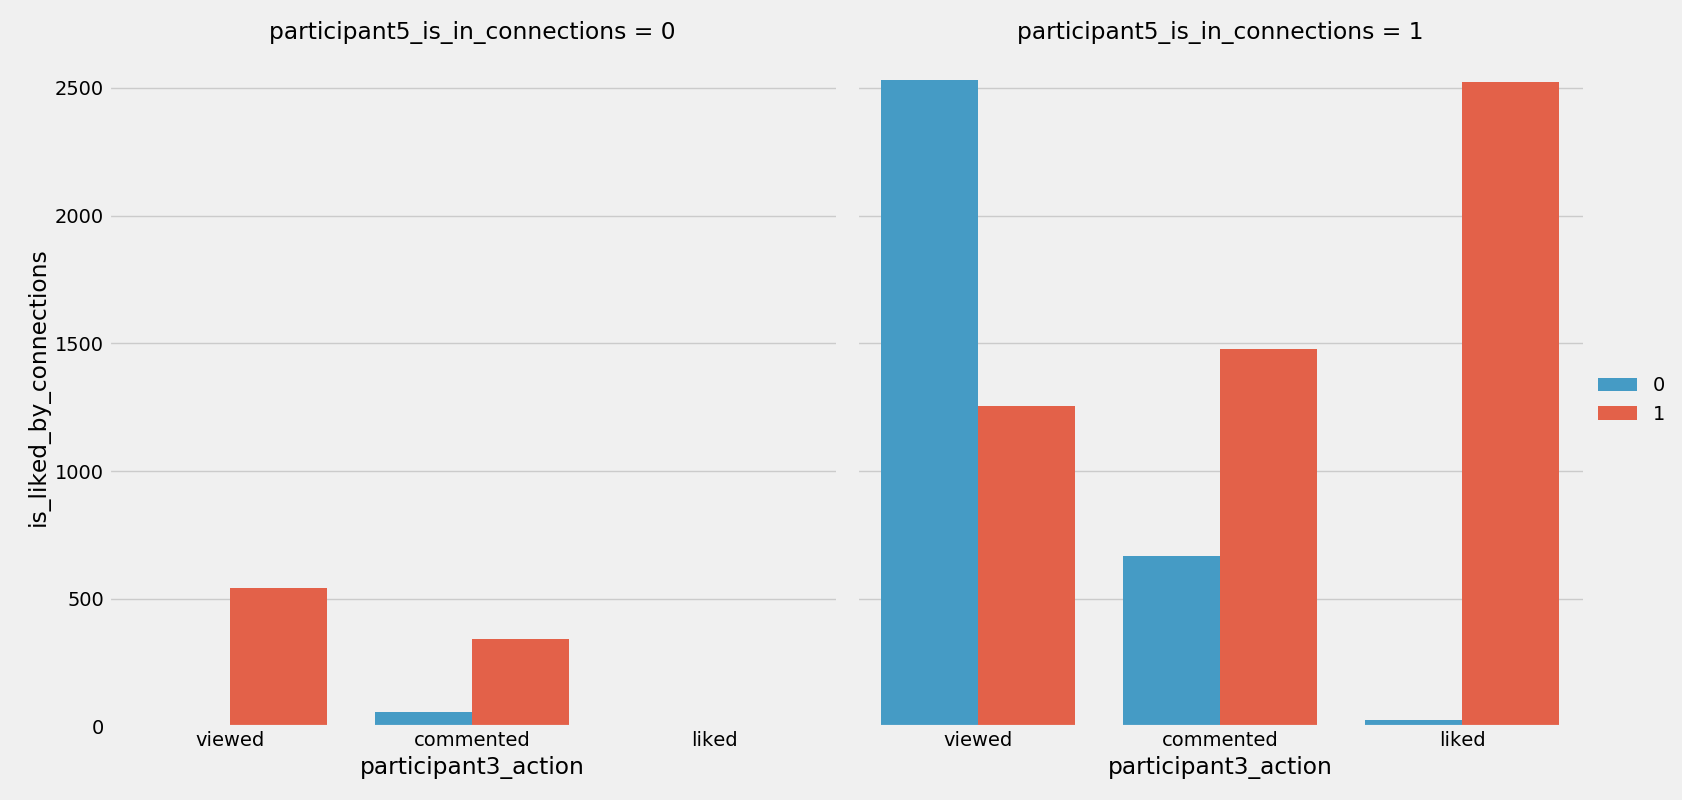 participant5_is_in_connections = 0
participant5_is_in_connections = 1
is_liked_by_connections
2500
2000
1500
1000
500
0
viewed
commented
liked
participant3_action
viewed
commented
liked
participant3_action
0
1